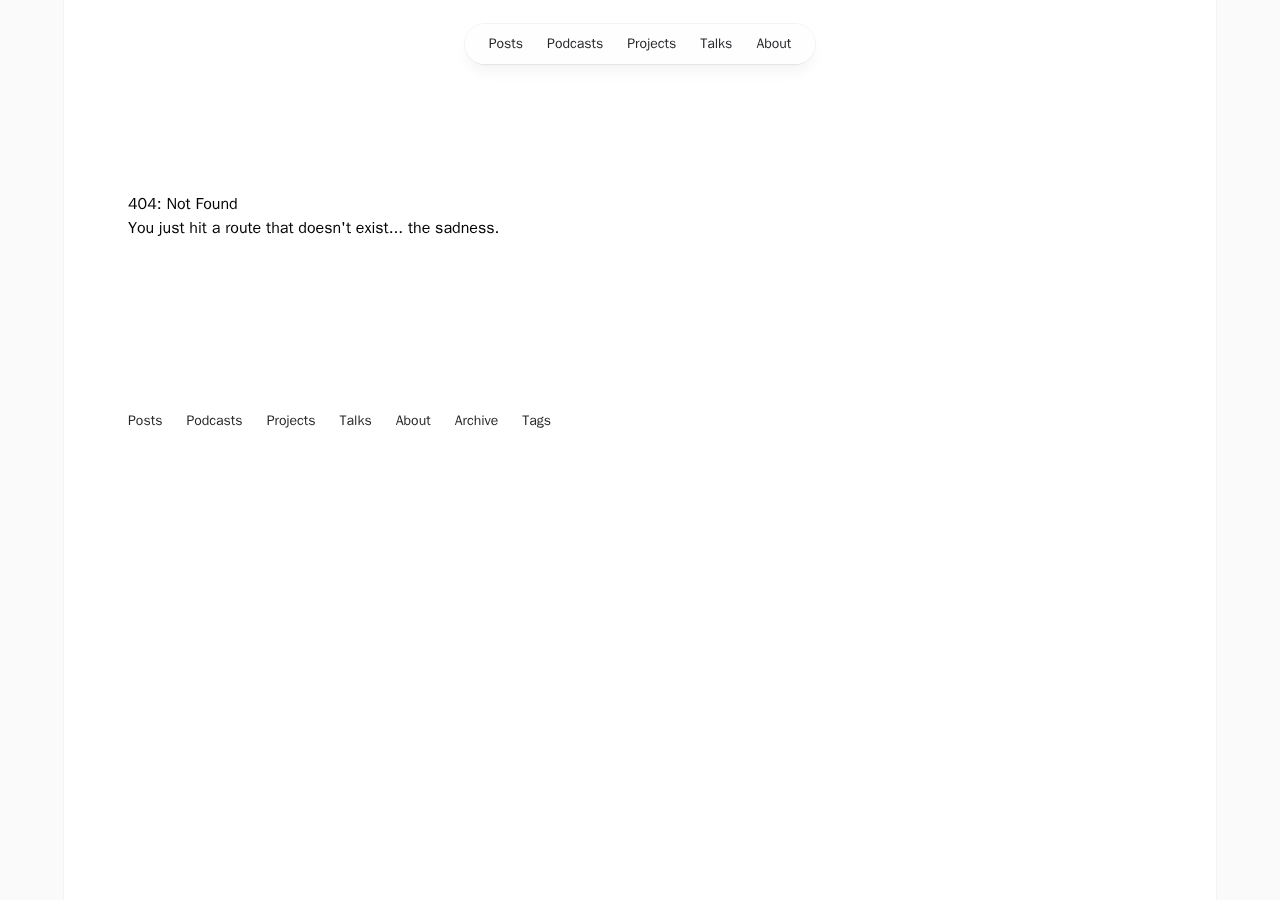 Posts Podcasts Projects Talks About
404: Not Found
You just hit a route that doesn't exist... the sadness.
Posts Podcasts Projects Talks About Archive Tags